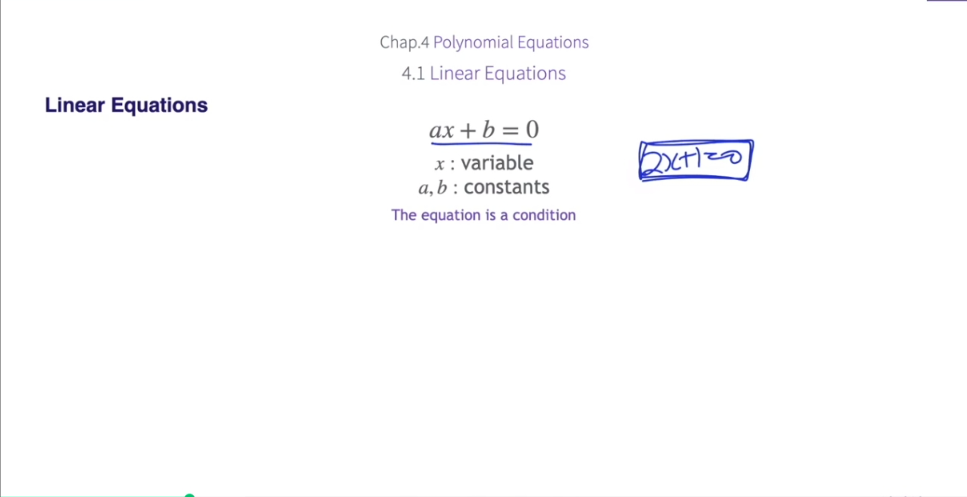 Chap.4 Polynomial Equations
4.1 Linear Equations
Linear Equations
ax + b = 0
x : variable
2x+1=0
a, b : constants
The equation is a condition